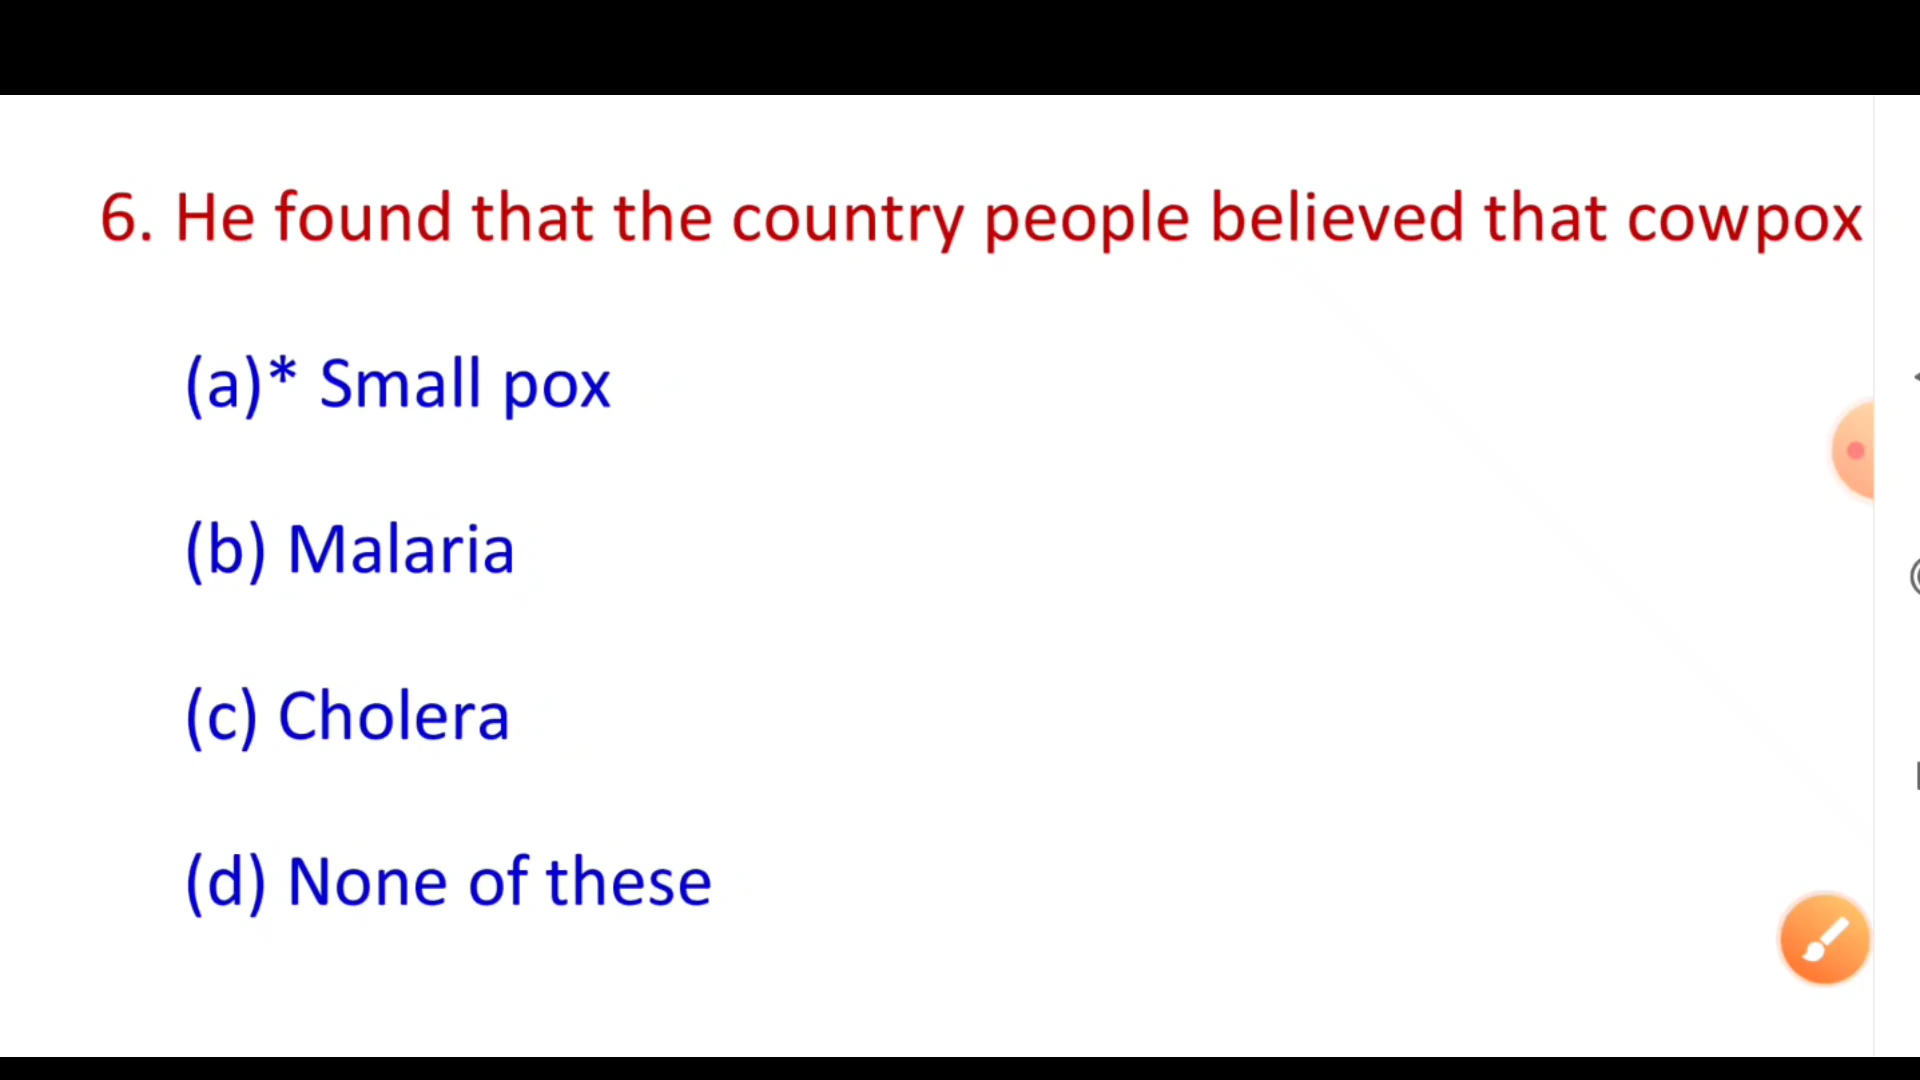 6. He found that the country people believed that cowpox
(a)* Small pox
(b) Malaria
(c) Cholera
(d) None of these